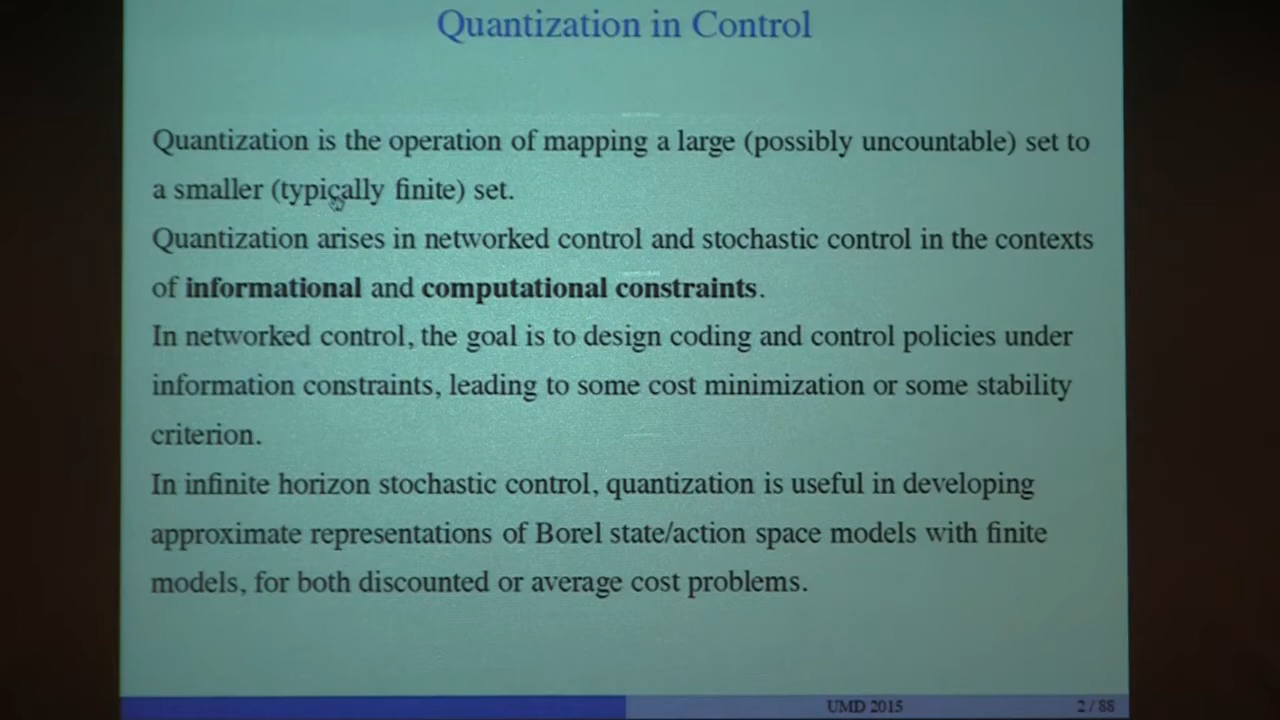 Quantization in Control
Quantization is the operation of mapping a large (possibly uncountable) set to
a smaller (typically finite) set.
Quantization arises in networked control and stochastic control in the contexts
of informational and computational constraints.
In networked control, the goal is to design coding and control policies under
information constraints, leading to some cost minimization or some stability
criterion.
In infinite horizon stochastic control, quantization is useful in developing
approximate representations of Borel state/action space models with finite
models, for both discounted or average cost problems.
UMD 2015
2 / 88